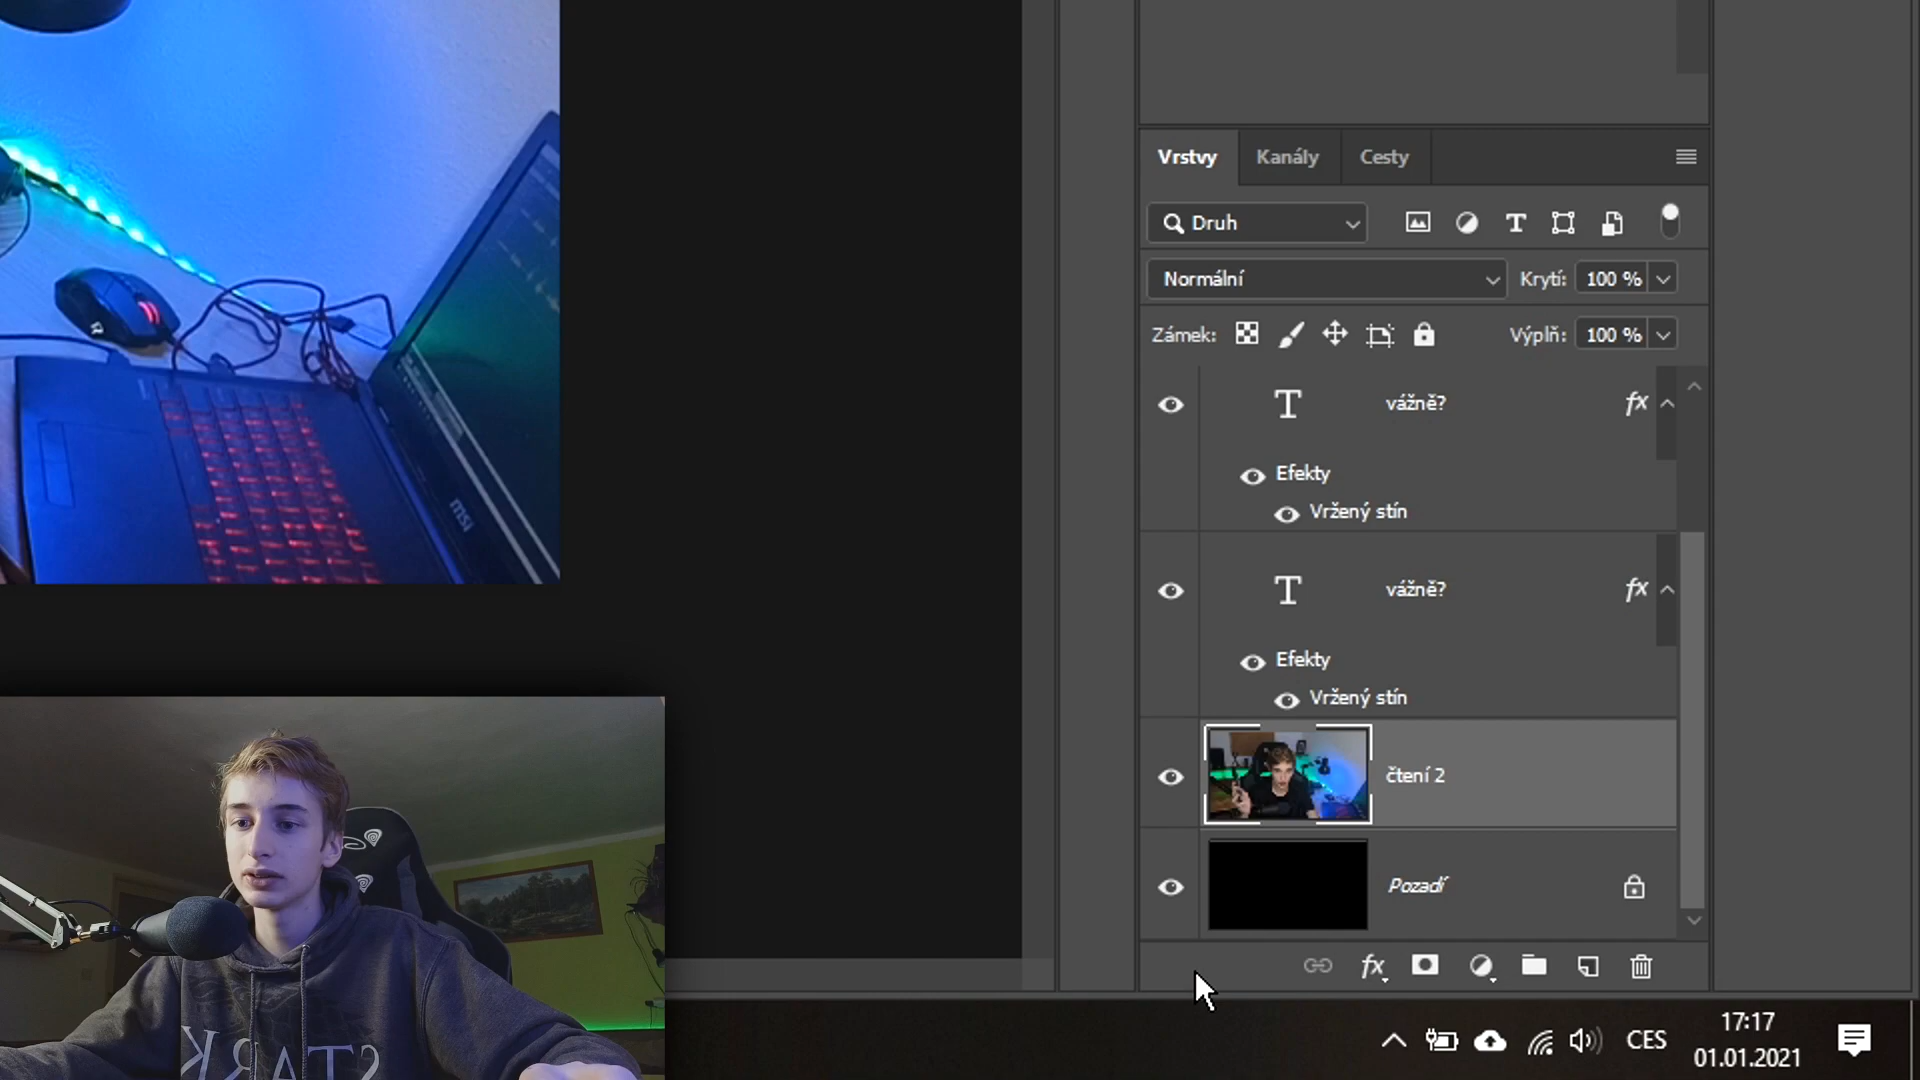 Vrstvy Kanály Cesty
Druh
Normální Krytí: 100 %
Zámek: Výplň: 100 %
T vážně? fx
Efekty
Vržený stín
T vážně? fx
Efekty
Vržený stín
čtení 2
Pozadí
fx
msi
STARK
CES
17:17
01.01.2021